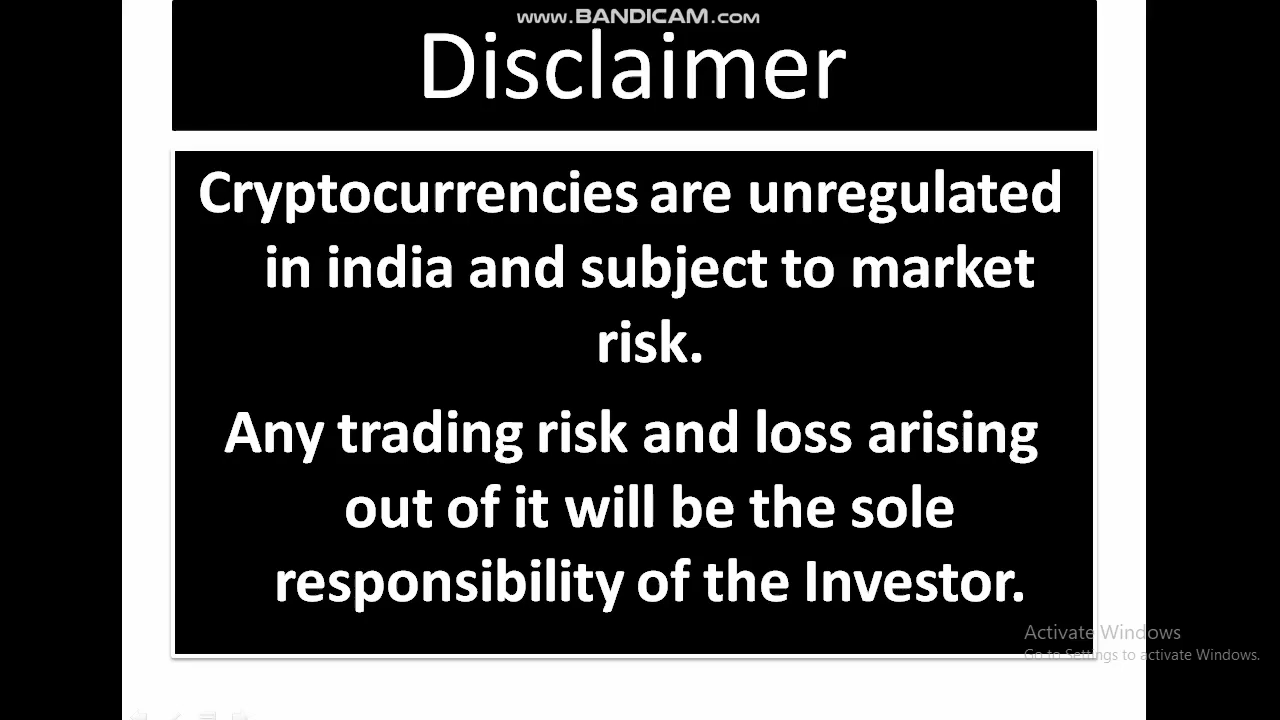 www.BANDICAM.com
Disclaimer
Cryptocurrencies are unregulated
in india and subject to market
risk.
Any trading risk and loss arising
out of it will be the sole
responsibility of the Investor.
Activate Windows
Go to Settings to activate Windows.